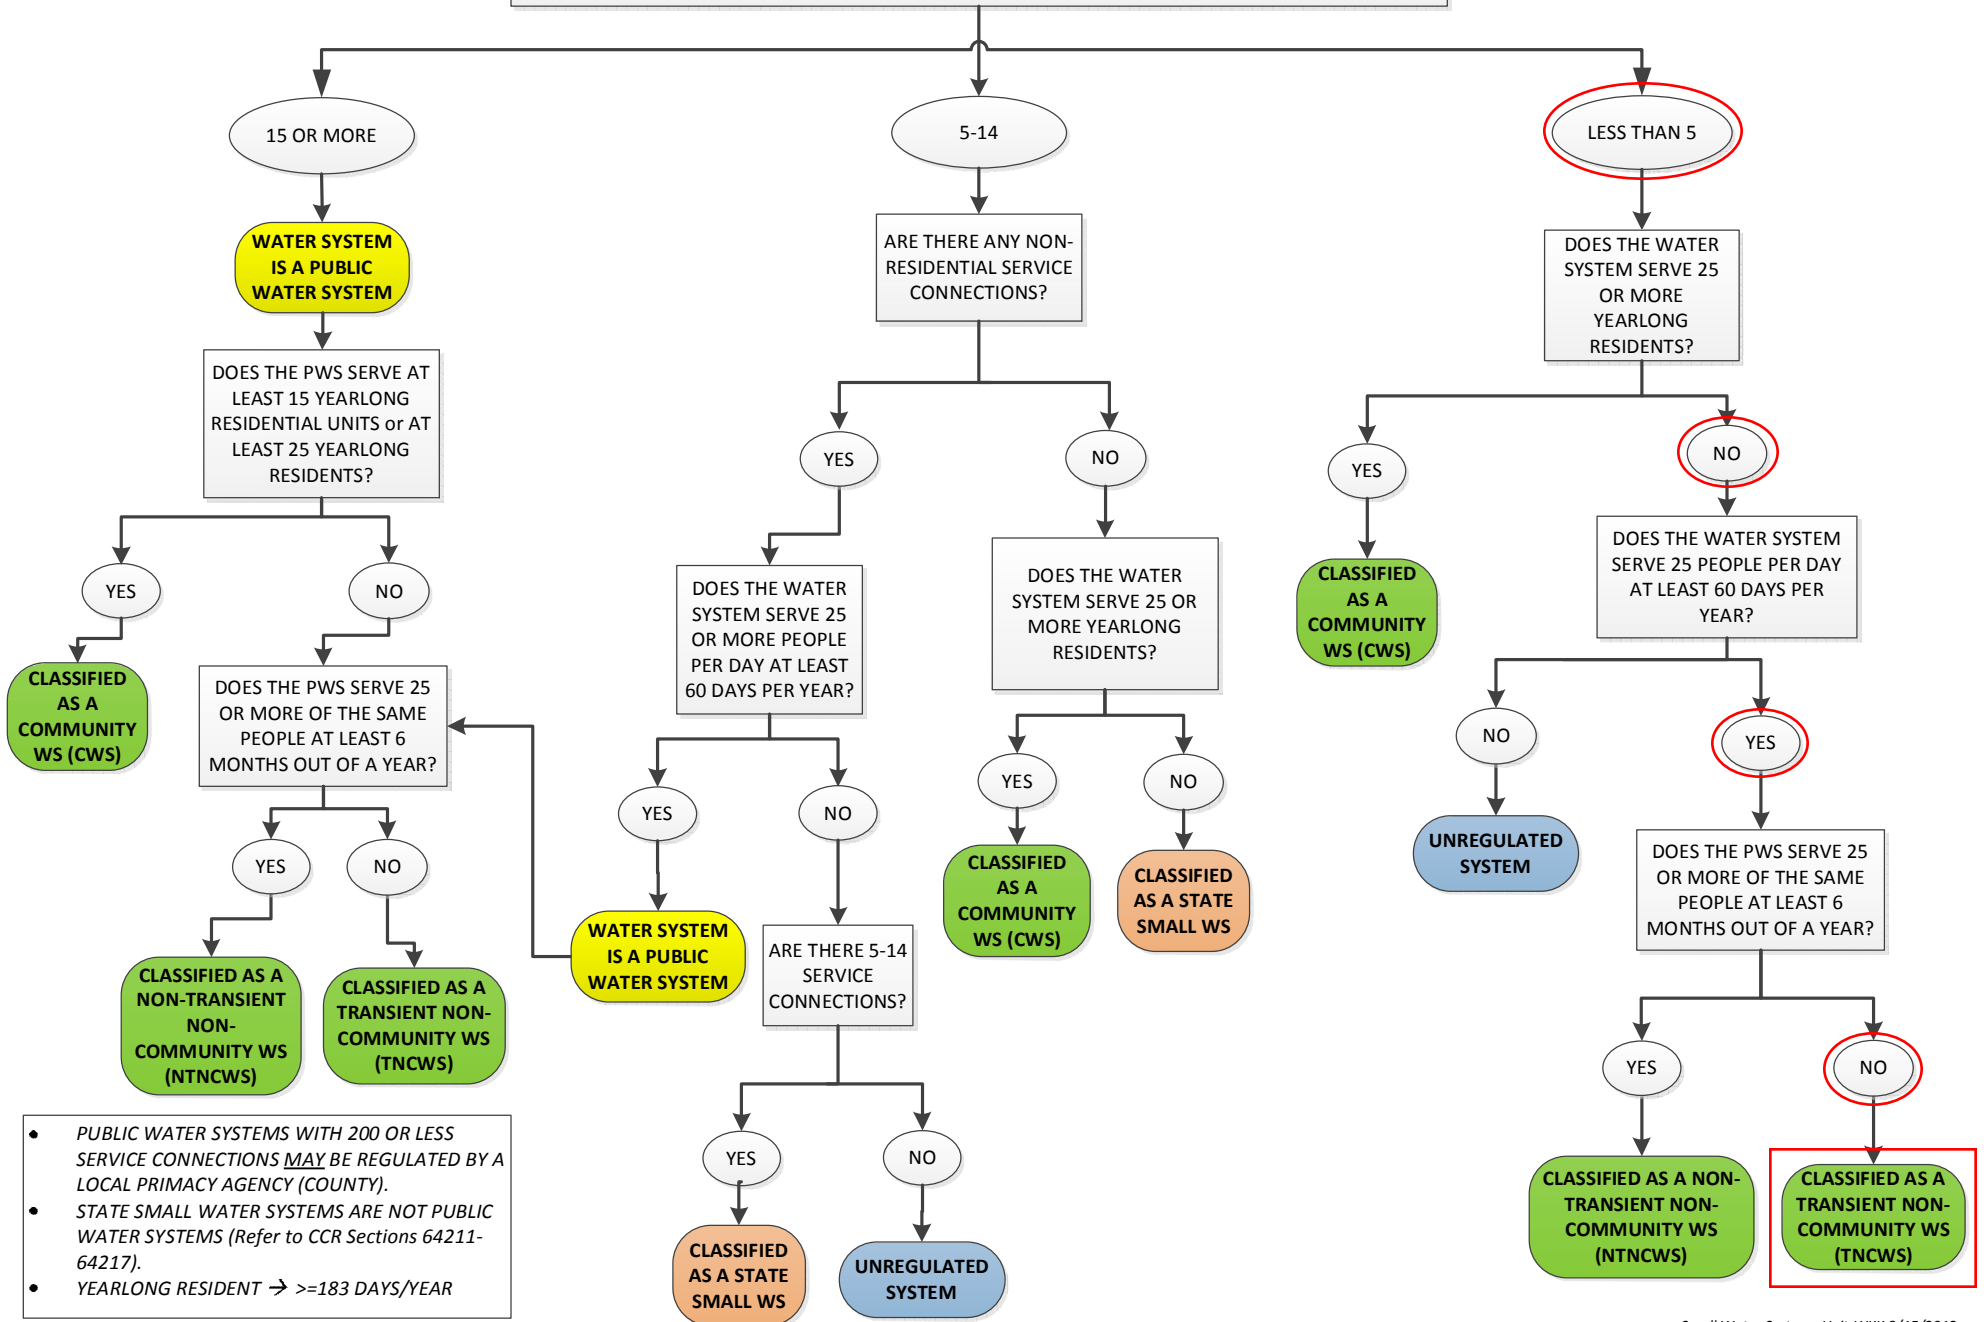 15 OR MORE
5-14
LESS THAN 5
WATER SYSTEM
IS A PUBLIC
WATER SYSTEM
DOES THE PWS SERVE AT
LEAST 15 YEARLONG
RESIDENTIAL UNITS or AT
LEAST 25 YEARLONG
RESIDENTS?
YES
NO
CLASSIFIED
AS A
COMMUNITY
WS (CWS)
DOES THE PWS SERVE 25
OR MORE OF THE SAME
PEOPLE AT LEAST 6
MONTHS OUT OF A YEAR?
YES
NO
CLASSIFIED AS A
NON-TRANSIENT
NON-
COMMUNITY WS
(NTNCWS)
CLASSIFIED AS A
TRANSIENT NON-
COMMUNITY WS
(TNCWS)
ARE THERE ANY NON-
RESIDENTIAL SERVICE
CONNECTIONS?
YES
NO
DOES THE WATER
SYSTEM SERVE 25
OR MORE PEOPLE
PER DAY AT LEAST
60 DAYS PER YEAR?
YES
NO
WATER SYSTEM
IS A PUBLIC
WATER SYSTEM
ARE THERE 5-14
SERVICE
CONNECTIONS?
YES
NO
CLASSIFIED
AS A STATE
SMALL WS
UNREGULATED
SYSTEM
DOES THE WATER
SYSTEM SERVE 25 OR
MORE YEARLONG
RESIDENTS?
YES
NO
CLASSIFIED
AS A
COMMUNITY
WS (CWS)
CLASSIFIED
AS A STATE
SMALL WS
DOES THE WATER
SYSTEM SERVE 25
OR MORE
YEARLONG
RESIDENTS?
YES
NO
CLASSIFIED
AS A
COMMUNITY
WS (CWS)
DOES THE WATER SYSTEM
SERVE 25 PEOPLE PER DAY
AT LEAST 60 DAYS PER
YEAR?
NO
YES
UNREGULATED
SYSTEM
DOES THE PWS SERVE 25
OR MORE OF THE SAME
PEOPLE AT LEAST 6
MONTHS OUT OF A YEAR?
YES
NO
CLASSIFIED AS A NON-
TRANSIENT NON-
COMMUNITY WS
(NTNCWS)
CLASSIFIED AS A
TRANSIENT NON-
COMMUNITY WS
(TNCWS)
• PUBLIC WATER SYSTEMS WITH 200 OR LESS
SERVICE CONNECTIONS MAY BE REGULATED BY A
LOCAL PRIMACY AGENCY (COUNTY).
• STATE SMALL WATER SYSTEMS ARE NOT PUBLIC
WATER SYSTEMS (Refer to CCR Sections 64211-
64217).
• YEARLONG RESIDENT → >=183 DAYS/YEAR